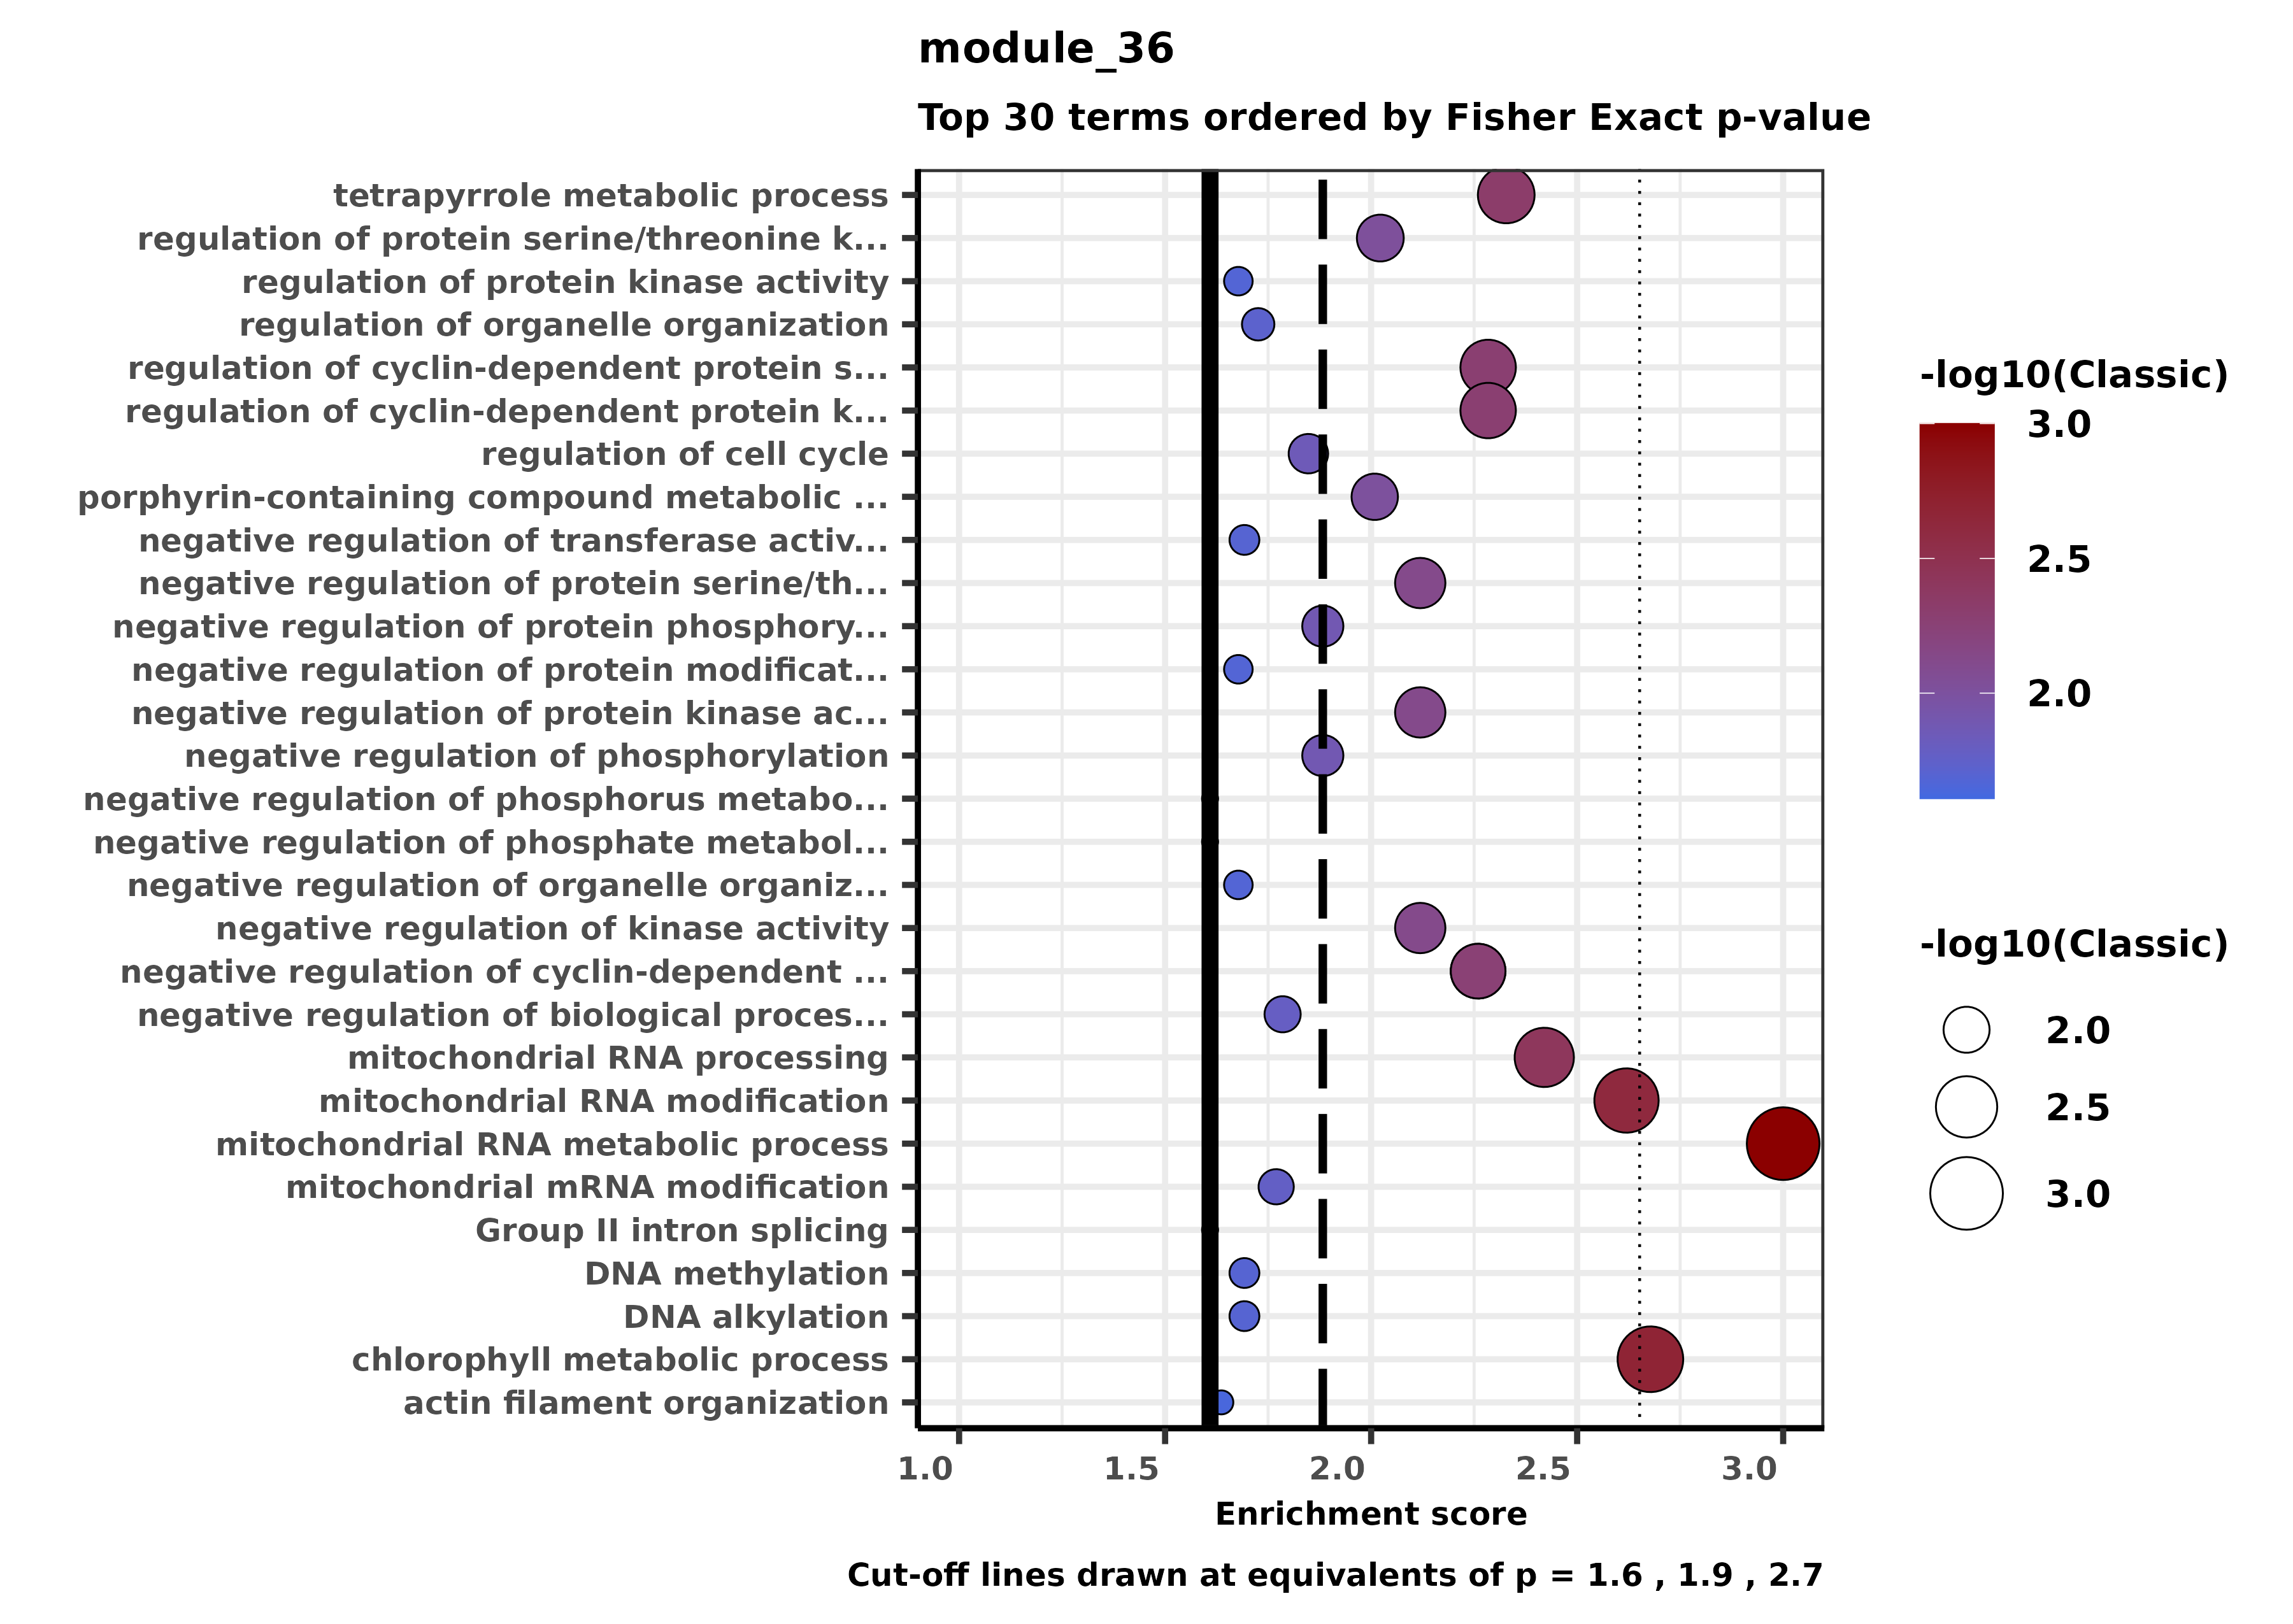 module_36
Top 30 terms ordered by Fisher Exact p-value
tetrapyrrole metabolic process
regulation of protein serine/threonine k...
regulation of protein kinase activity
regulation of organelle organization
regulation of cyclin-dependent protein s...
regulation of cyclin-dependent protein k...
regulation of cell cycle
porphyrin-containing compound metabolic ...
negative regulation of transferase activ...
negative regulation of protein serine/th...
negative regulation of protein phosphory...
negative regulation of protein modificat...
negative regulation of protein kinase ac...
negative regulation of phosphorylation
negative regulation of phosphorus metabo...
negative regulation of phosphate metabol...
negative regulation of organelle organiz...
negative regulation of kinase activity
negative regulation of cyclin-dependent ...
negative regulation of biological proces...
mitochondrial RNA processing
mitochondrial RNA modification
mitochondrial RNA metabolic process
mitochondrial mRNA modification
Group II intron splicing
DNA methylation
DNA alkylation
chlorophyll metabolic process
actin filament organization
1.0 1.5 2.0 2.5 3.0
Enrichment score
Cut-off lines drawn at equivalents of p = 1.6 , 1.9 , 2.7
-log10(Classic)
3.0
2.5
2.0
-log10(Classic)
2.0
2.5
3.0